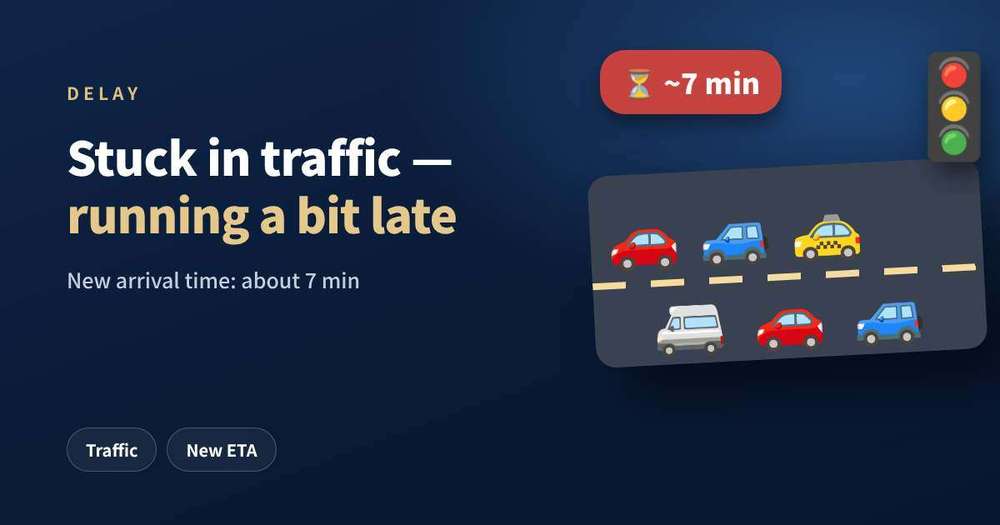 DELAY
Stuck in traffic —
running a bit late
New arrival time: about 7 min
Traffic
New ETA
⏳ ~7 min